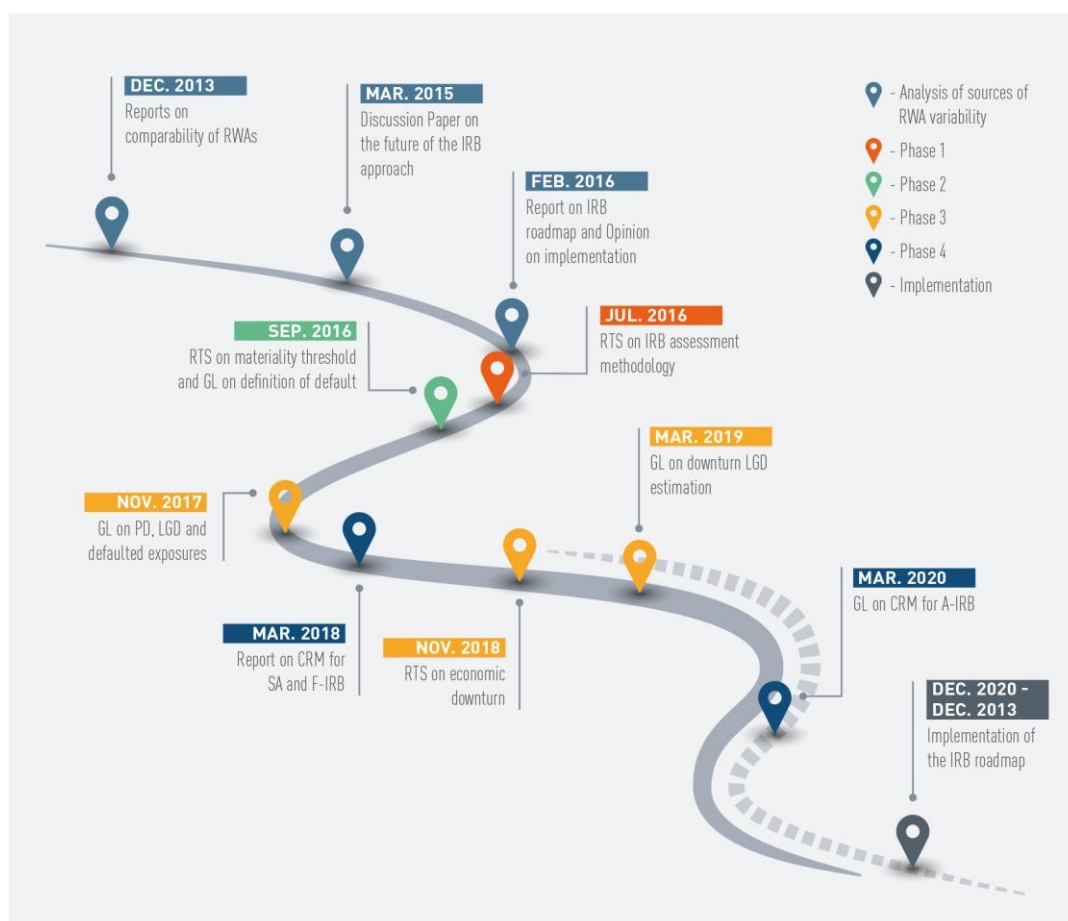 DEC. 2013
Reports on
comparability of RWAs
MAR. 2015
Discussion Paper on
the future of the IRB
approach
FEB. 2016
Report on IRB
roadmap and Opinion
on implementation
- Analysis of sources of
RWA variability
- Phase 1
- Phase 2
- Phase 3
- Phase 4
- Implementation
JUL. 2016
RTS on IRB assessment
methodology
SEP. 2016
RTS on materiality threshold
and GL on definition of default
NOV. 2017
GL on PD, LGD and
defaulted exposures
MAR. 2018
Report on CRM for
SA and F-IRB
NOV. 2018
RTS on economic
downturn
MAR. 2019
GL on downturn LGD
estimation
MAR. 2020
GL on CRM for A-IRB
DEC. 2020 -
DEC. 2013
Implementation of
the IRB roadmap